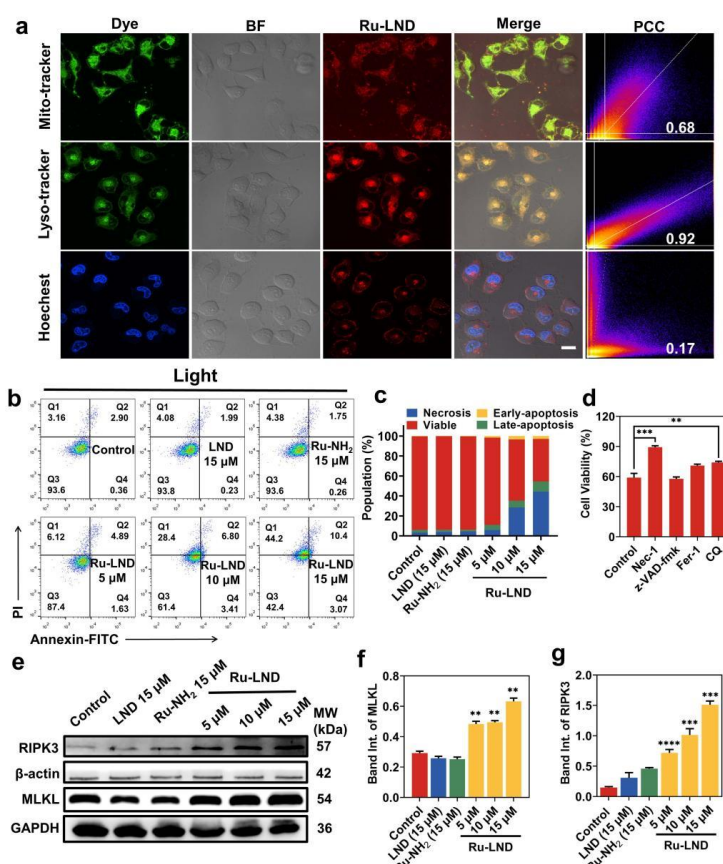 a
Dye BF Ru-LND Merge PCC
Mito-tracker
0.68
Lyso-tracker
0.92
Hoechest
0.17
Light
b
Q1 3.16 Q2 2.90
Control
Q3 93.6 Q4 0.36
Q1 4.08 Q2 1.99
LND
15 μM
Q3 93.8 Q4 0.23
Q1 4.38 Q2 1.75
Ru-NH2
15 μM
Q3 93.6 Q4 0.26
Q1 6.12 Q2 4.89
Ru-LND
5 μM
Q3 87.4 Q4 1.63
Q1 28.4 Q2 6.80
Ru-LND
10 μM
Q3 61.4 Q4 3.41
Q1 44.2 Q2 10.4
Ru-LND
15 μM
Q3 42.4 Q4 3.07
PI
Annexin-FITC
c
Necrosis Early-apoptosis
Viable Late-apoptosis
Population (%)
100
80
60
40
20
0
Control
LND (15 μM)
Ru-NH2 (15 μM)
5 μM
10 μM
15 μM
Ru-LND
d
Cell Viability (%)
120
90
60
30
0
***
**
Control
Nec-1
z-VAD-fmk
Fer-1
CQ
e
Control
LND 15 μM
Ru-NH2 15 μM
Ru-LND
5 μM
10 μM
15 μM
MW
(kDa)
RIPK3 57
β-actin 42
MLKL 54
GAPDH 36
f
Band Int. of MLKL
0.8
0.6
0.4
0.2
0.0
** ** **
Control
LND (15 μM)
Ru-NH2 (15 μM)
5 μM
10 μM
15 μM
Ru-LND
g
Band Int. of RIPK3
2.0
1.5
1.0
0.5
0.0
**** *** ***
Control
LND (15 μM)
Ru-NH2 (15 μM)
5 μM
10 μM
15 μM
Ru-LND